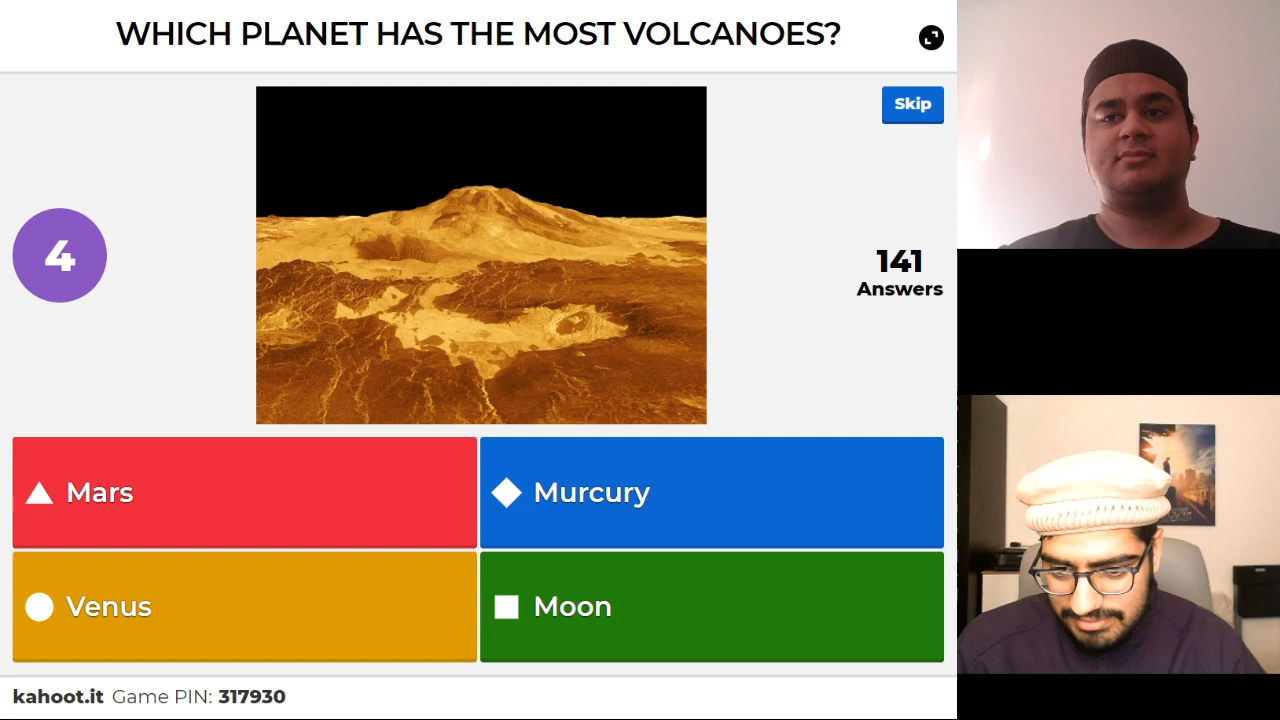 WHICH PLANET HAS THE MOST VOLCANOES?
Skip
4
141
Answers
Mars
Murcury
Venus
Moon
kahoot.it Game PIN: 317930